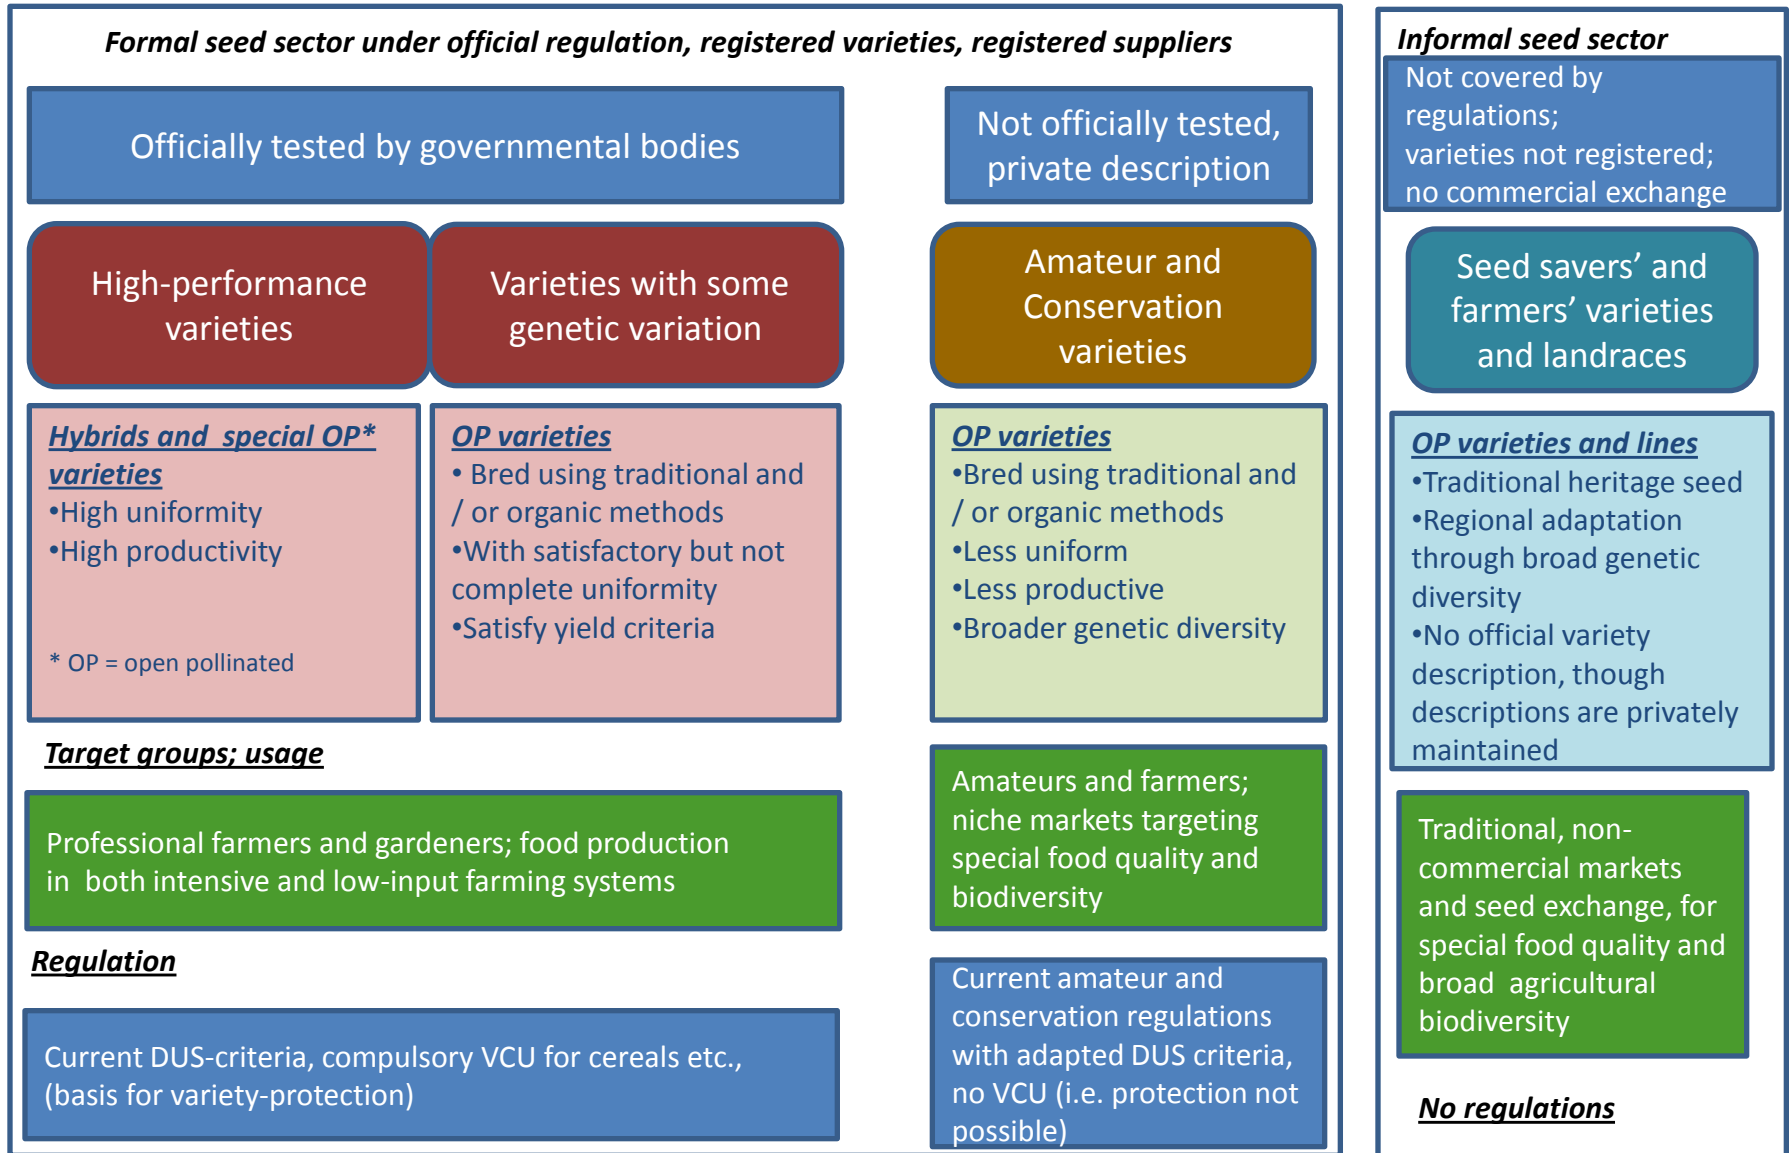 Formal seed sector under official regulation, registered varieties, registered suppliers
Officially tested by governmental bodies
Not officially tested,
private description
High-performance
varieties
Varieties with some
genetic variation
Amateur and
Conservation
varieties
Hybrids and special OP*
varieties
•High uniformity
•High productivity
* OP = open pollinated
OP varieties
• Bred using traditional and
/ or organic methods
•With satisfactory but not
complete uniformity
•Satisfy yield criteria
OP varieties
•Bred using traditional and
/ or organic methods
•Less uniform
•Less productive
•Broader genetic diversity
Target groups; usage
Professional farmers and gardeners; food production
in both intensive and low-input farming systems
Amateurs and farmers;
niche markets targeting
special food quality and
biodiversity
Regulation
Current DUS-criteria, compulsory VCU for cereals etc.,
(basis for variety-protection)
Current amateur and
conservation regulations
with adapted DUS criteria,
no VCU (i.e. protection not
possible)
Informal seed sector
Not covered by
regulations;
varieties not registered;
no commercial exchange
Seed savers’ and
farmers’ varieties
and landraces
OP varieties and lines
•Traditional heritage seed
•Regional adaptation
through broad genetic
diversity
•No official variety
description, though
descriptions are privately
maintained
Traditional, non-
commercial markets
and seed exchange, for
special food quality and
broad agricultural
biodiversity
No regulations